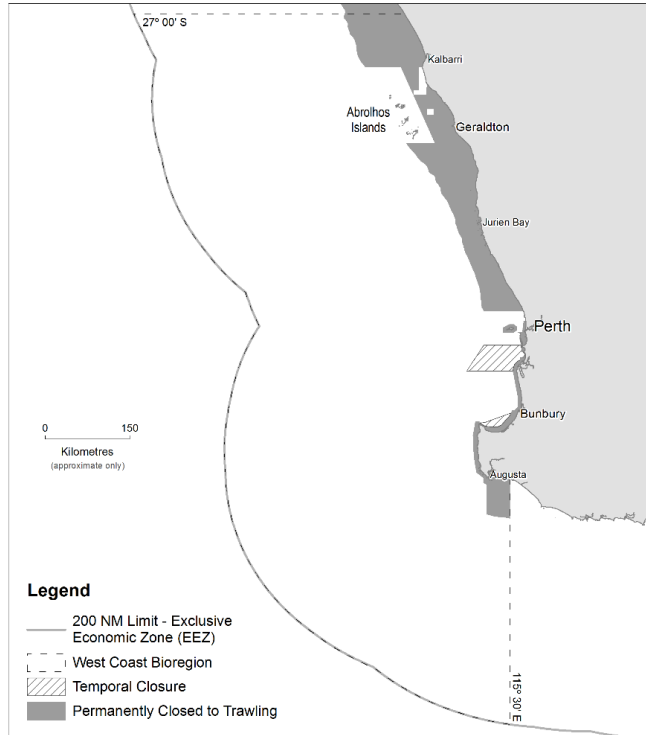 27° 00' S
Kalbarri
Abrolhos
Islands
Geraldton
Jurien Bay
Perth
0 150
Kilometres
(approximate only)
Bunbury
Augusta
115° 30' E
Legend
200 NM Limit - Exclusive
Economic Zone (EEZ)
West Coast Bioregion
Temporal Closure
Permanently Closed to Trawling